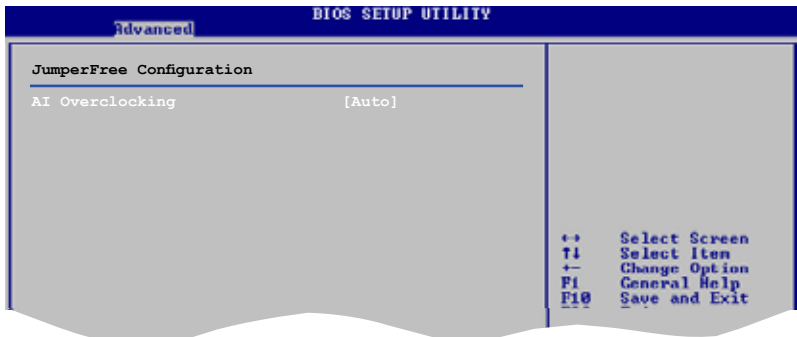 BIOS SETUP UTILITY
Advanced
JumperFree Configuration
AI Overclocking [Auto]
←→ Select Screen
↑↓ Select Item
+- Change Option
F1 General Help
F10 Save and Exit